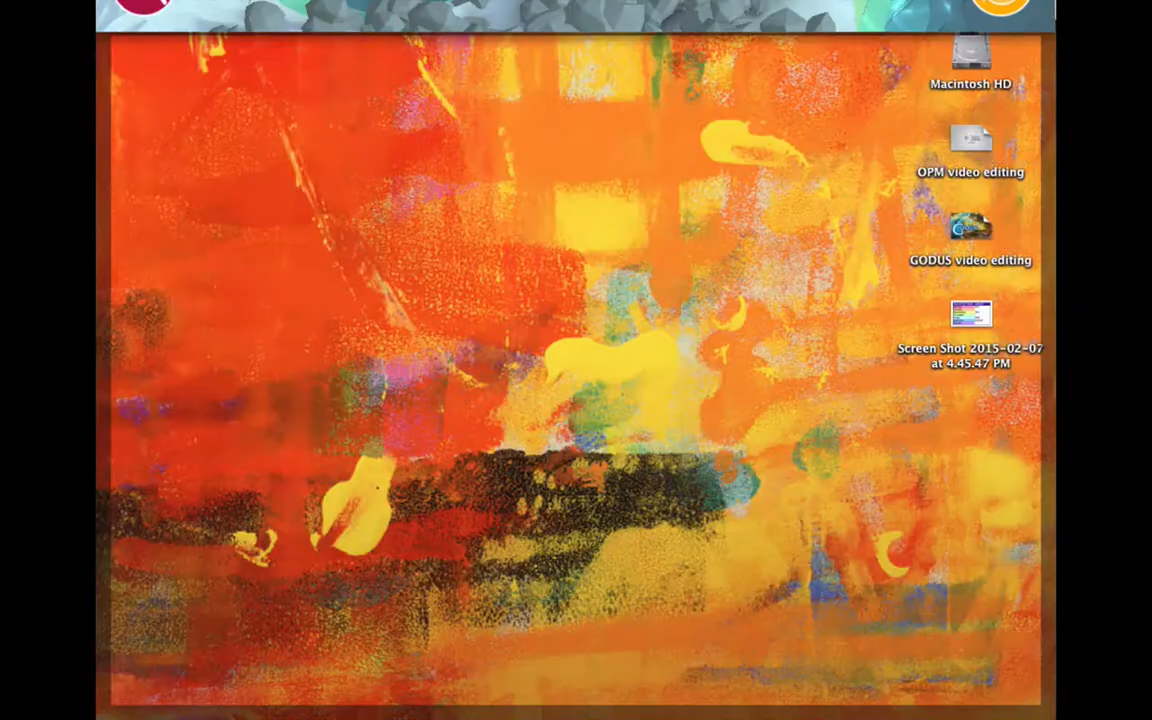 Macintosh HD
OPM video editing
GODUS video editing
Screen Shot 2015-02-07
at 4.45.47 PM